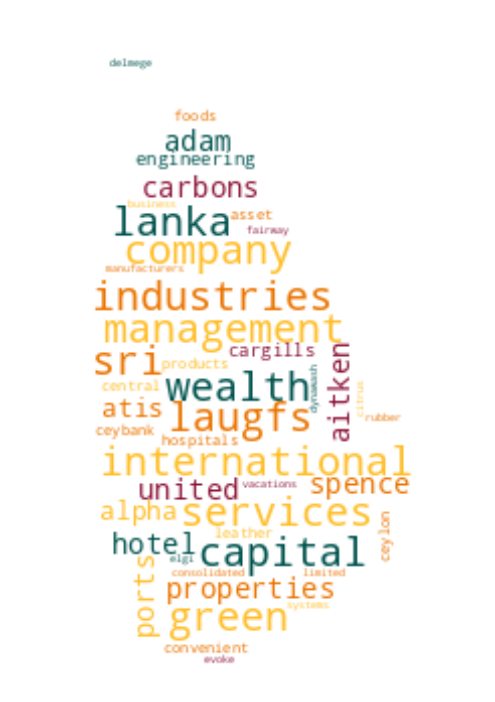 delmege
foods
adam
engineering
carbons
business
lanka asset
fairway
company
manufacturers
industries
management
sri cargills
products
aitken
central wealth dynawash citrus
atis laugfs rubber
ceybank
hospitals
international
united vacations spence
alpha services
leather ceylon
hotel capital
elgi
consolidated limited
ports properties
systems
green
convenient
evoke